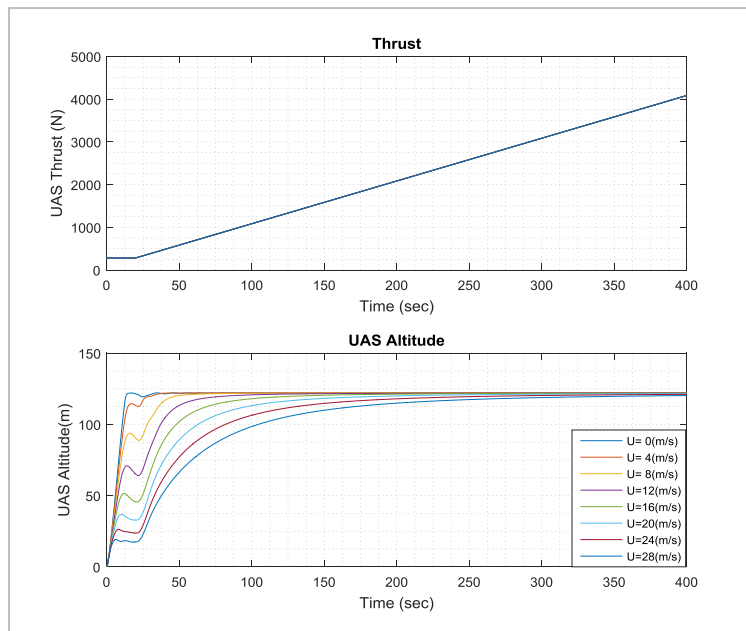 Thrust
5000
4000
3000
2000
1000
0
UAS Thrust (N)
0 50 100 150 200 250 300 350 400
Time (sec)
UAS Altitude
150
100
50
0
UAS Altitude(m)
U= 0(m/s)
U= 4(m/s)
U= 8(m/s)
U=12(m/s)
U=16(m/s)
U=20(m/s)
U=24(m/s)
U=28(m/s)
0 50 100 150 200 250 300 350 400
Time (sec)